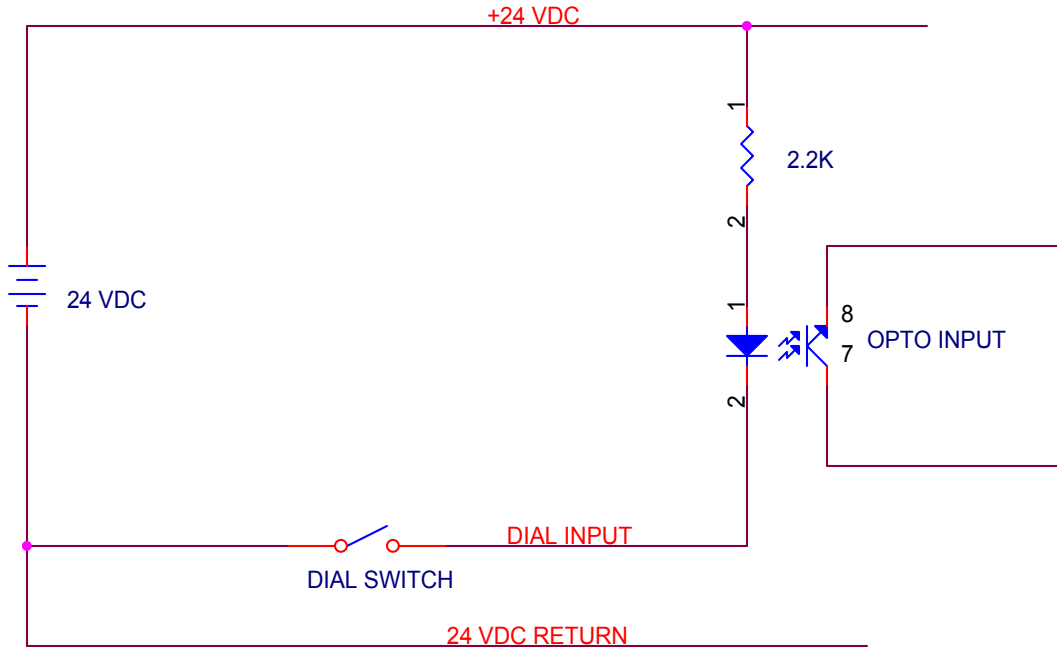 +24 VDC
1
2.2K
2
24 VDC
1
8
OPTO INPUT
7
2
DIAL INPUT
DIAL SWITCH
24 VDC RETURN